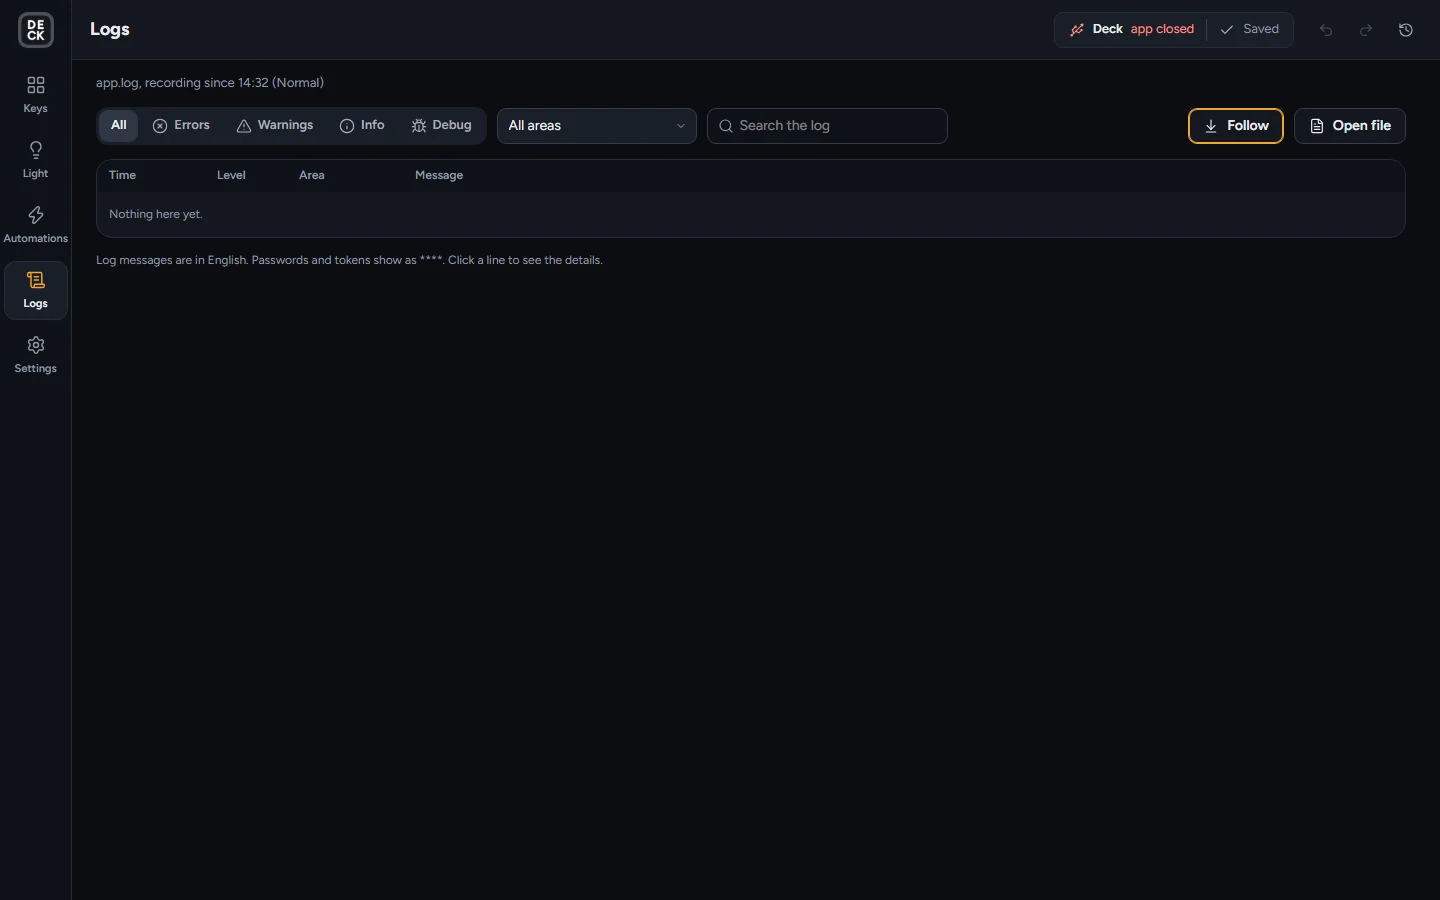 DE
CK
Logs
Deck app closed
Saved
Keys
Light
Automations
Logs
Settings
app.log, recording since 14:32 (Normal)
All
Errors
Warnings
Info
Debug
All areas
Search the log
Follow
Open file
Time Level Area Message
Nothing here yet.
Log messages are in English. Passwords and tokens show as ****. Click a line to see the details.